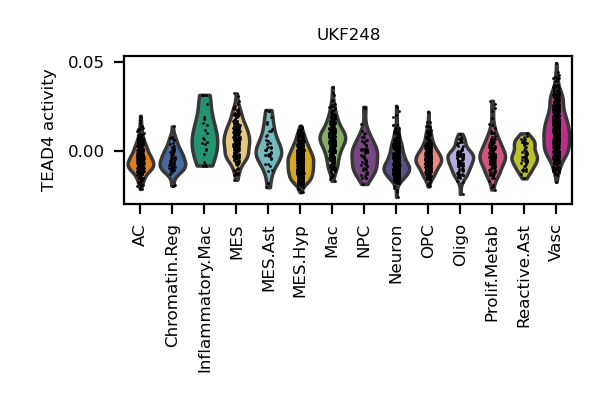 UKF248
TEAD4 activity
0.05
0.00
AC
Chromatin.Reg
Inflammatory.Mac
MES
MES.Ast
MES.Hyp
Mac
NPC
Neuron
OPC
Oligo
Prolif.Metab
Reactive.Ast
Vasc